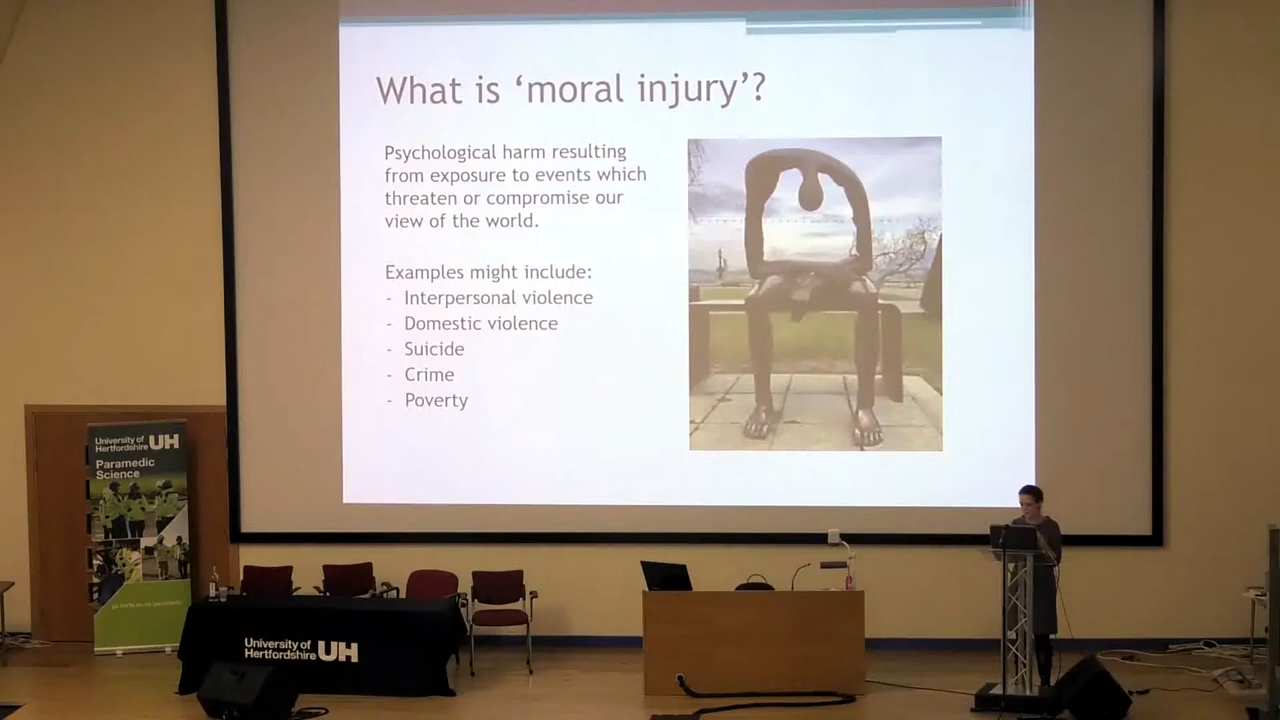 What is ‘moral injury’?
Psychological harm resulting
from exposure to events which
threaten or compromise our
view of the world.
Examples might include:
- Interpersonal violence
- Domestic violence
- Suicide
- Crime
- Poverty
University of
Hertfordshire UH
Paramedic
Science
University of
Hertfordshire UH